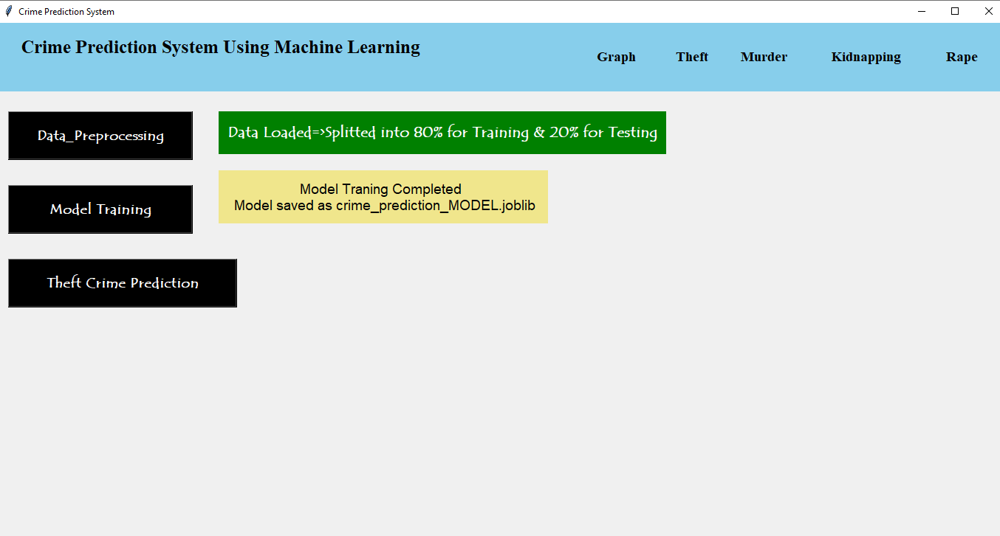 Crime Prediction System
Crime Prediction System Using Machine Learning
Graph
Theft
Murder
Kidnapping
Rape
Data_Preprocessing
Data Loaded=>Splitted into 80% for Training & 20% for Testing
Model Training
Model Traning Completed
Model saved as crime_prediction_MODEL.joblib
Theft Crime Prediction